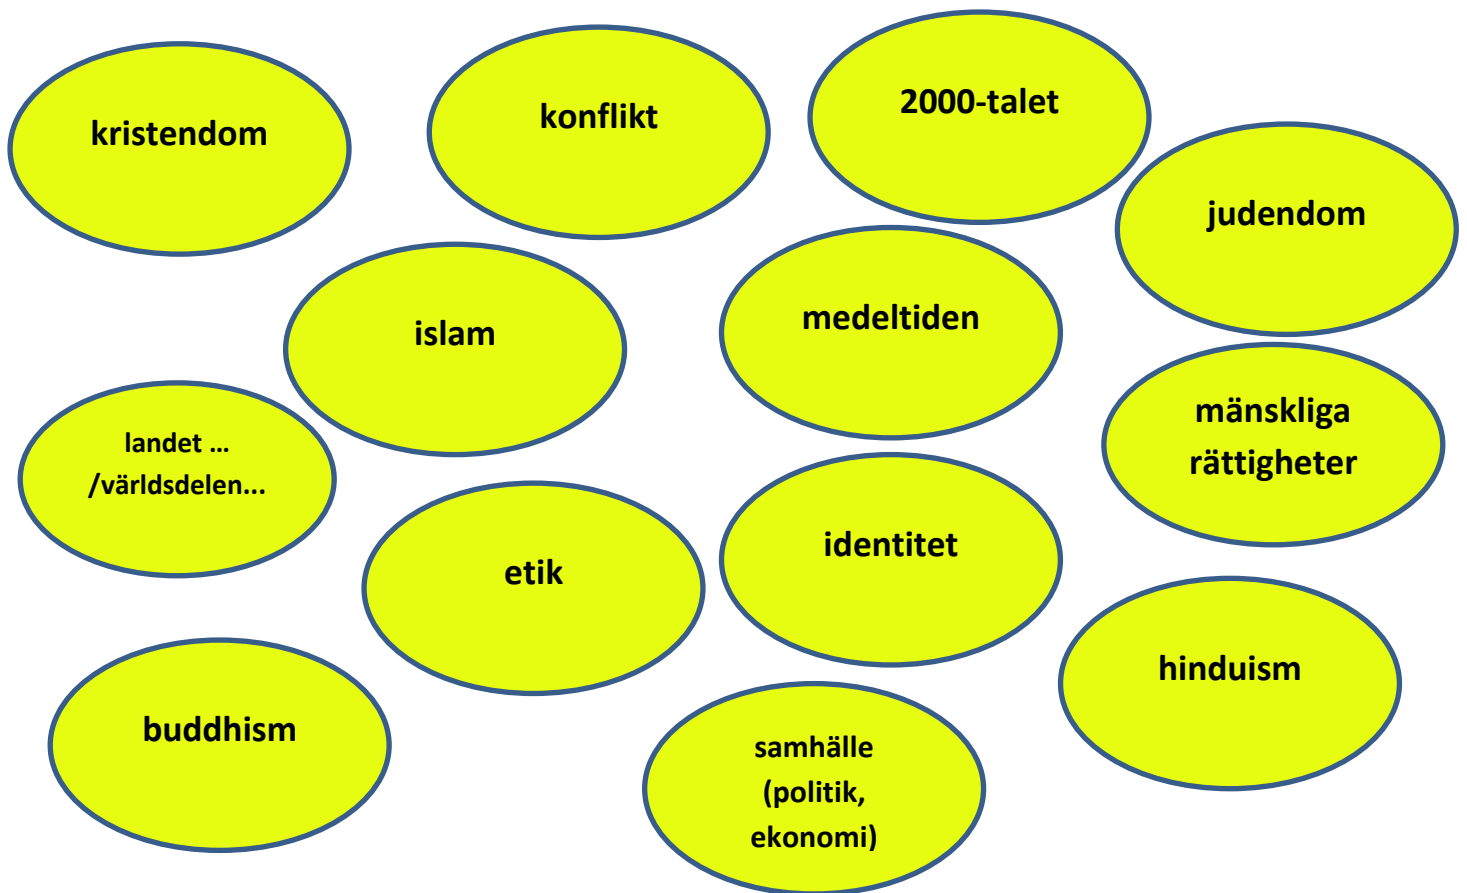 kristendom
konflikt
2000-talet
judendom
islam
medeltiden
mänskliga
rättigheter
landet ...
/världsdelen...
etik
identitet
hinduism
buddhism
samhälle
(politik,
ekonomi)